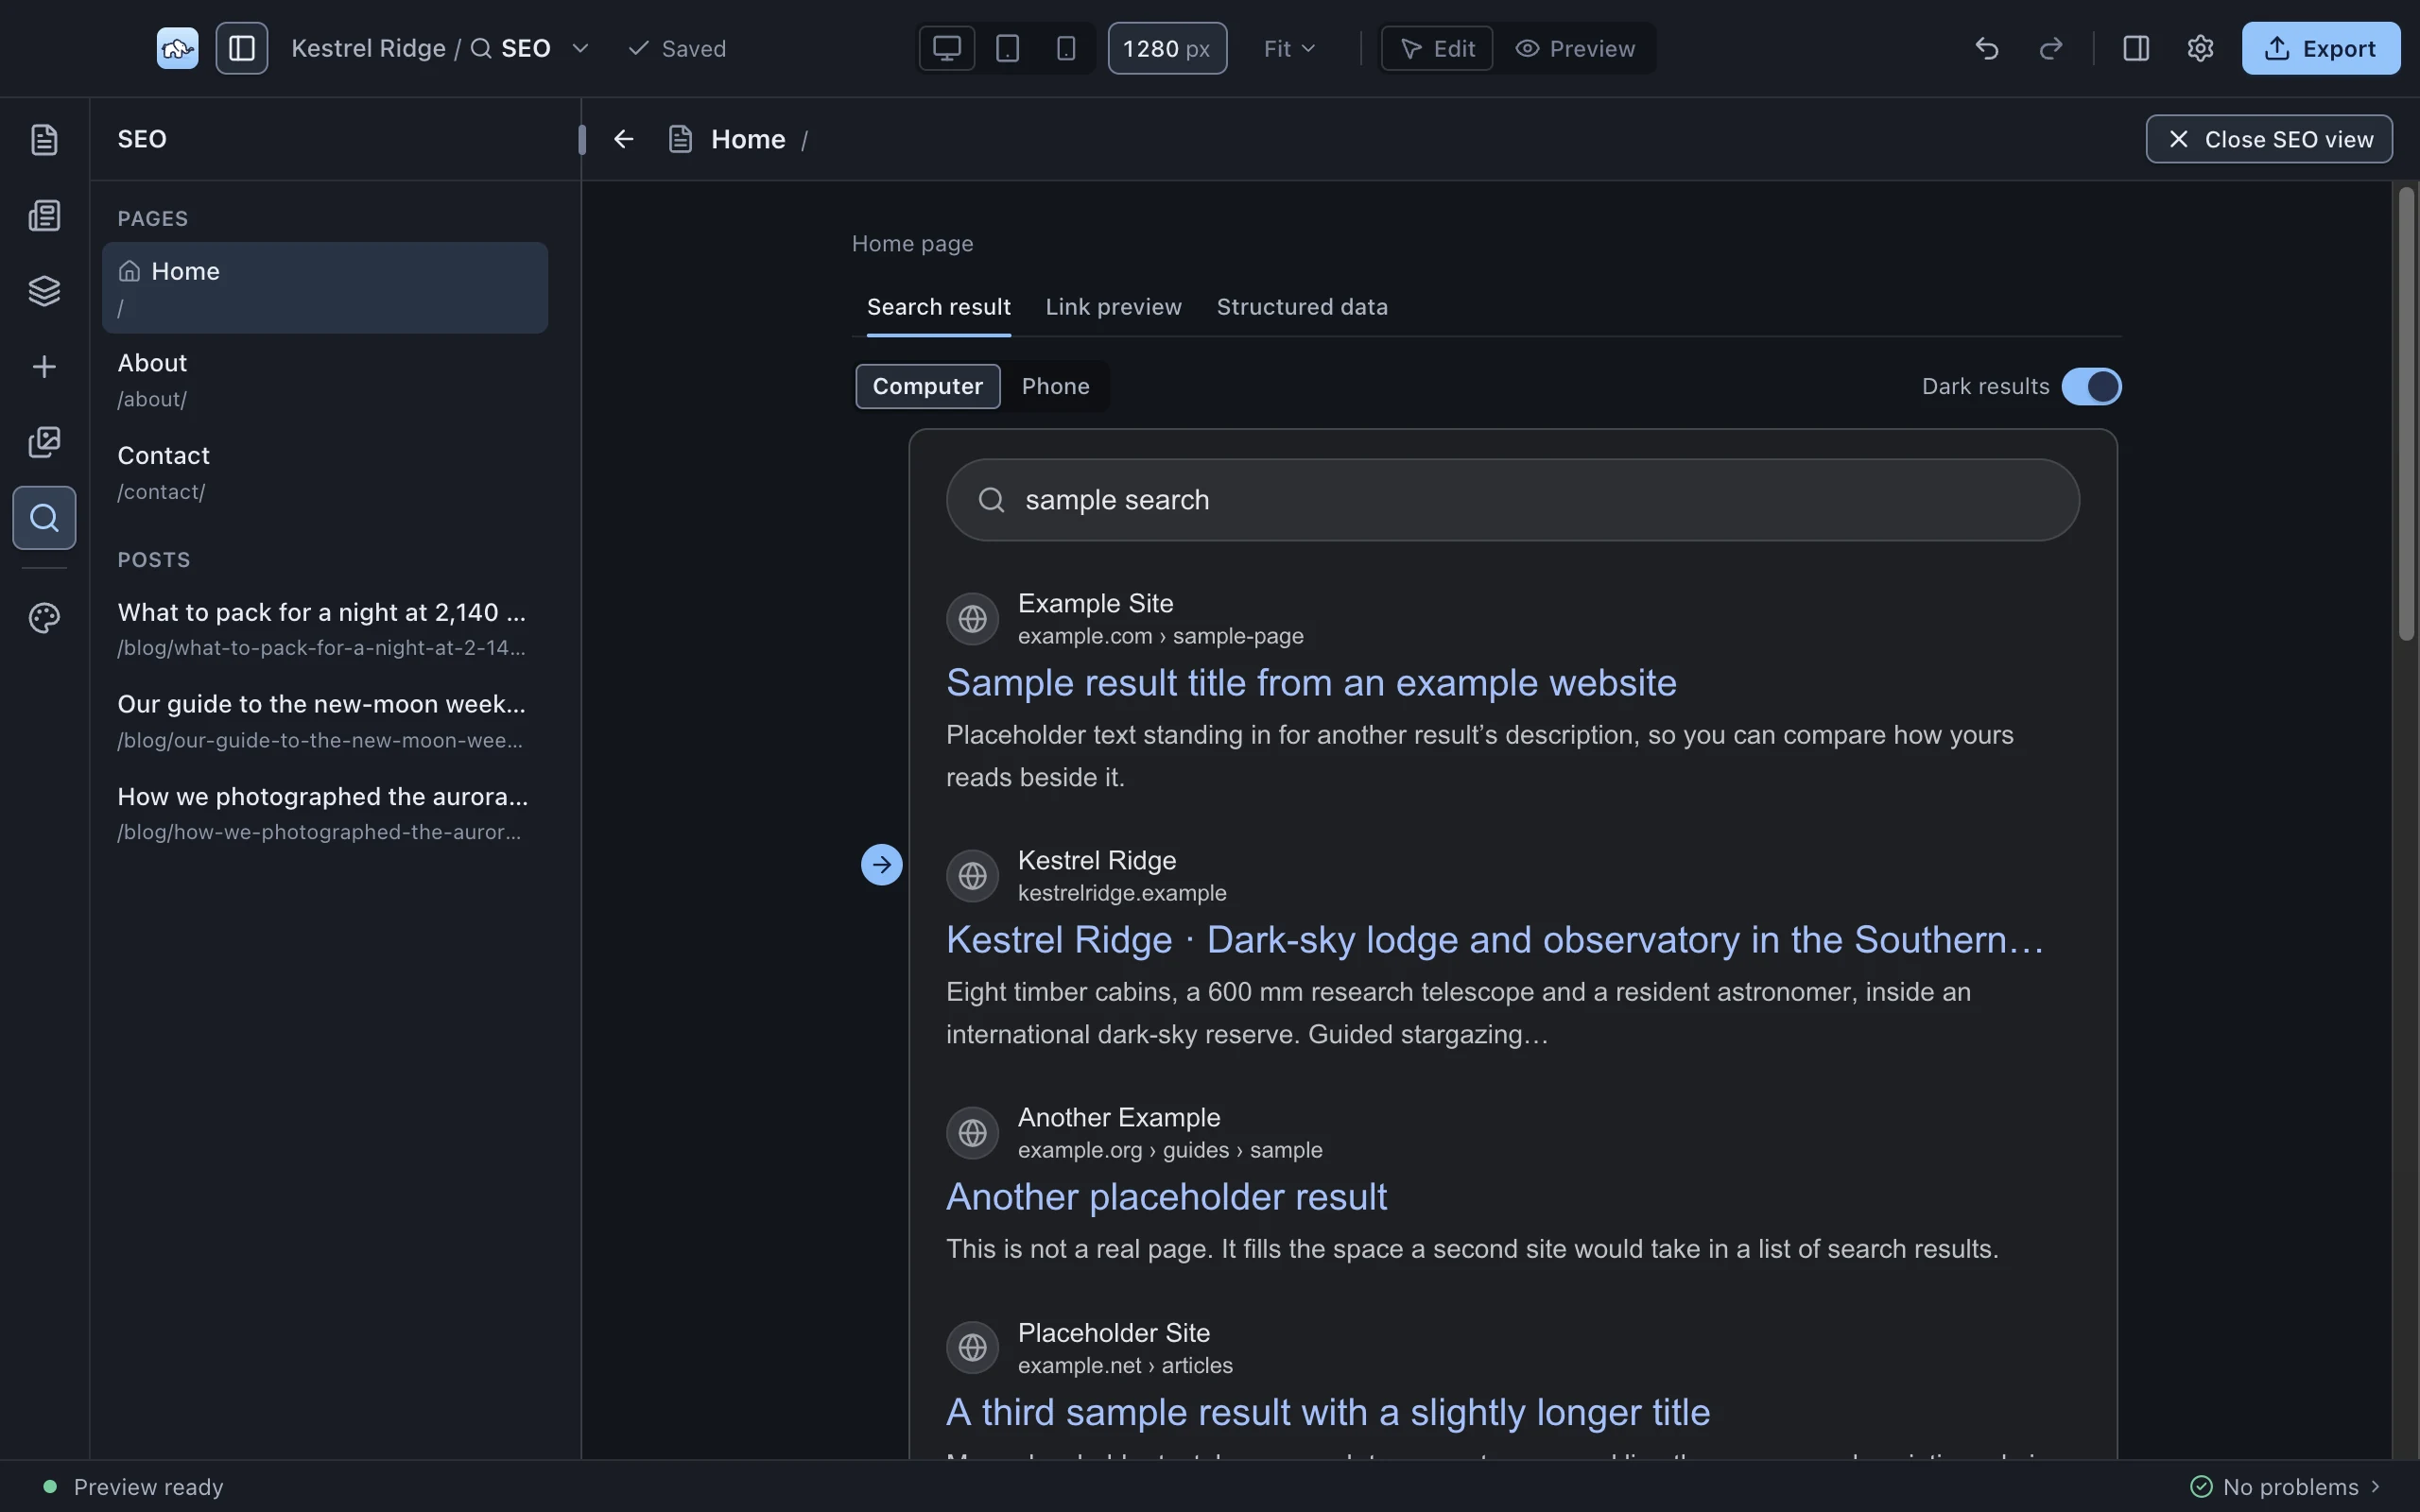 Kestrel Ridge / SEO
Saved
1280 px
Fit
Edit
Preview
Export
SEO
Home /
Close SEO view
PAGES
Home
/
About
/about/
Contact
/contact/
POSTS
What to pack for a night at 2,140 ...
/blog/what-to-pack-for-a-night-at-2-14...
Our guide to the new-moon week...
/blog/our-guide-to-the-new-moon-wee...
How we photographed the aurora...
/blog/how-we-photographed-the-auror...
Home page
Search result
Link preview
Structured data
Computer
Phone
Dark results
sample search
Example Site
example.com › sample-page
Sample result title from an example website
Placeholder text standing in for another result’s description, so you can compare how yours
reads beside it.
Kestrel Ridge
kestrelridge.example
Kestrel Ridge · Dark-sky lodge and observatory in the Southern…
Eight timber cabins, a 600 mm research telescope and a resident astronomer, inside an
international dark-sky reserve. Guided stargazing…
Another Example
example.org › guides › sample
Another placeholder result
This is not a real page. It fills the space a second site would take in a list of search results.
Placeholder Site
example.net › articles
A third sample result with a slightly longer title
Preview ready
No problems